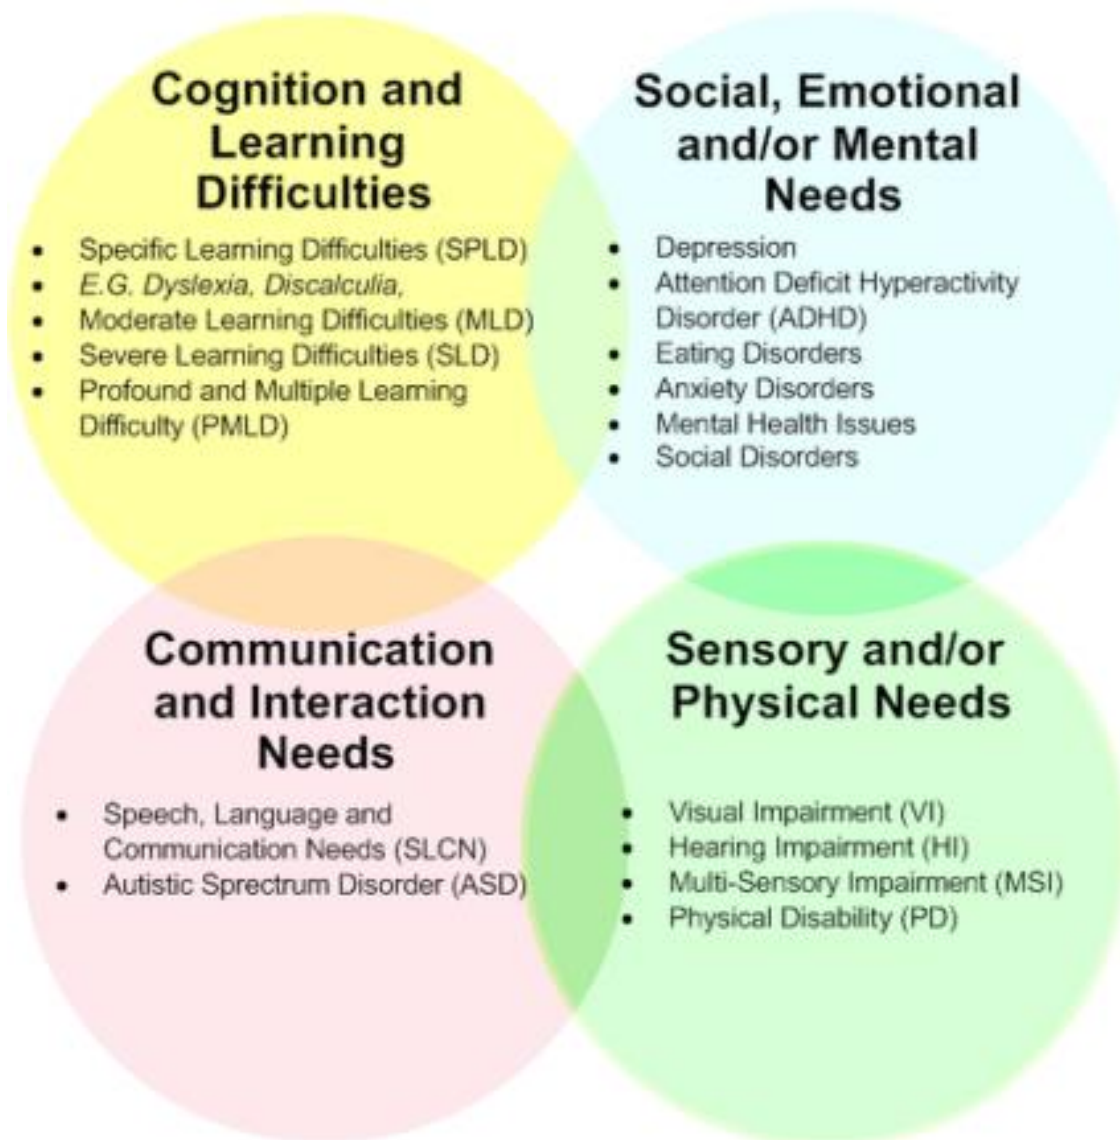 Cognition and
Learning
Difficulties
• Specific Learning Difficulties (SPLD)
• E.G. Dyslexia, Discalculia,
• Moderate Learning Difficulties (MLD)
• Severe Learning Difficulties (SLD)
• Profound and Multiple Learning
Difficulty (PMLD)
Social, Emotional
and/or Mental
Needs
• Depression
• Attention Deficit Hyperactivity
Disorder (ADHD)
• Eating Disorders
• Anxiety Disorders
• Mental Health Issues
• Social Disorders
Communication
and Interaction
Needs
• Speech, Language and
Communication Needs (SLCN)
• Autistic Sprectrum Disorder (ASD)
Sensory and/or
Physical Needs
• Visual Impairment (VI)
• Hearing Impairment (HI)
• Multi-Sensory Impairment (MSI)
• Physical Disability (PD)